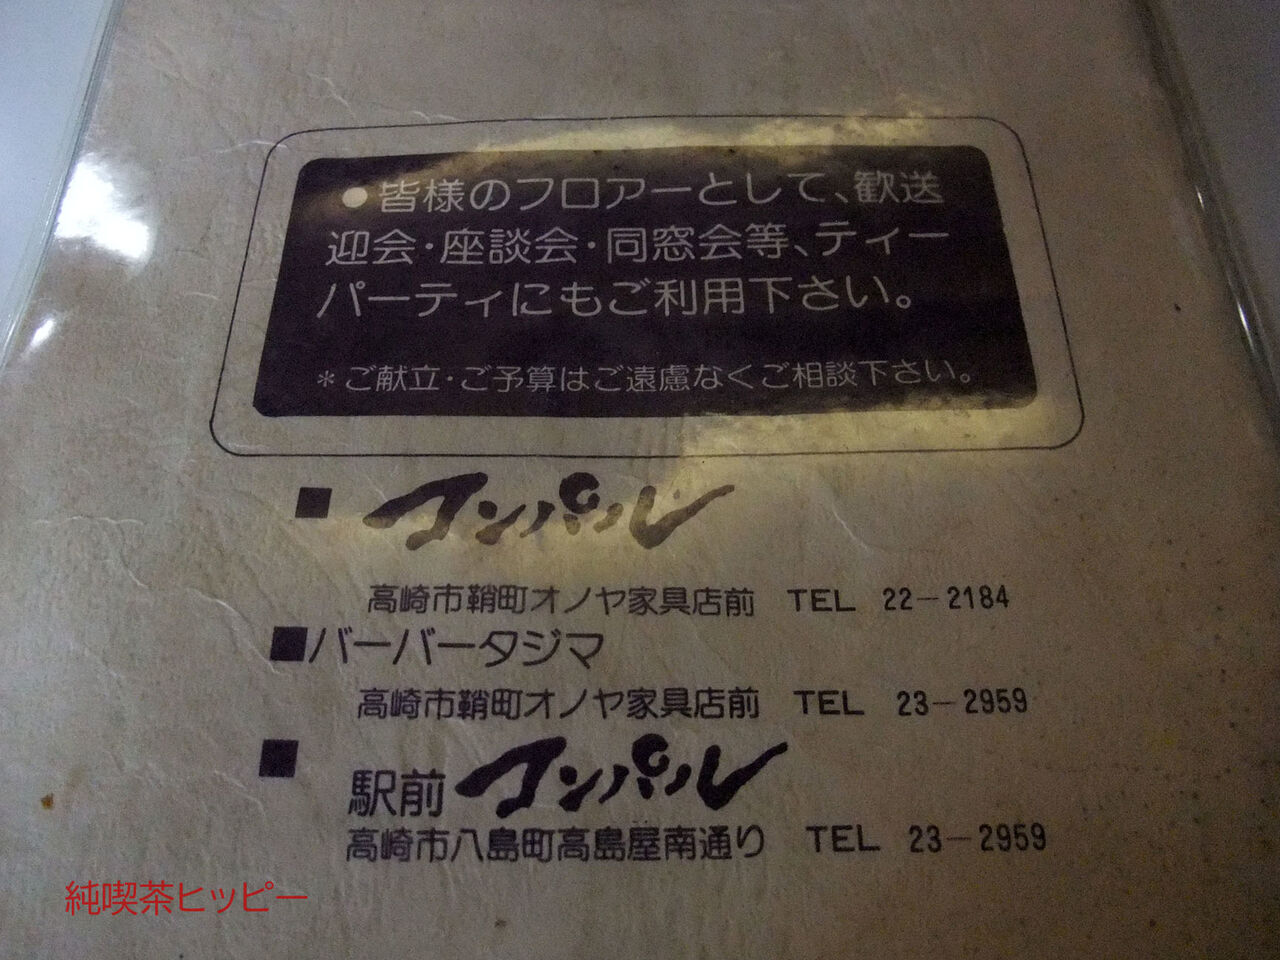 ●皆様のフロアーとして、歓送
迎会・座談会・同窓会等、ティー
パーティにもご利用下さい。
＊ご献立・ご予算はご遠慮なくご相談下さい。
■コンパル
高崎市鞘町オノヤ家具店前 TEL 22－2184
■バーバータジマ
高崎市鞘町オノヤ家具店前 TEL 23－2959
■駅前コンパル
高崎市八島町高島屋南通り TEL 23－2959
純喫茶ヒッピー